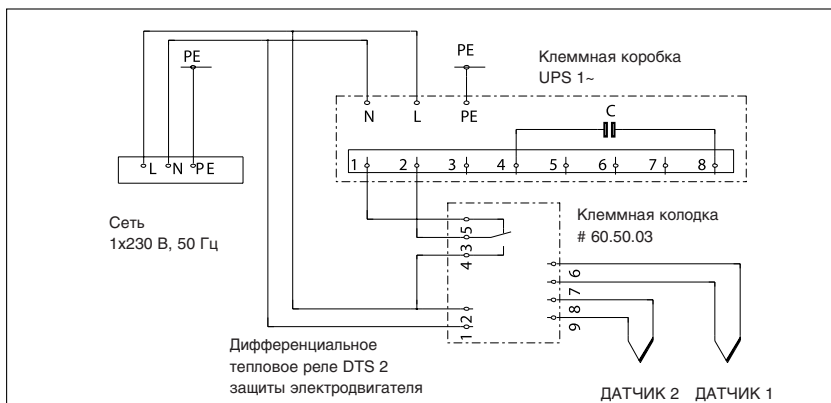 PE
PE
Клеммная коробка
UPS 1~
N L PE
C
L N PE
1 2 3 4 5 6 7 8
Сеть
1x230 В, 50 Гц
Клеммная колодка
# 60.50.03
5
3
4
2
1
6
7
8
9
Дифференциальное
тепловое реле DTS 2
защиты электродвигателя
ДАТЧИК 2 ДАТЧИК 1